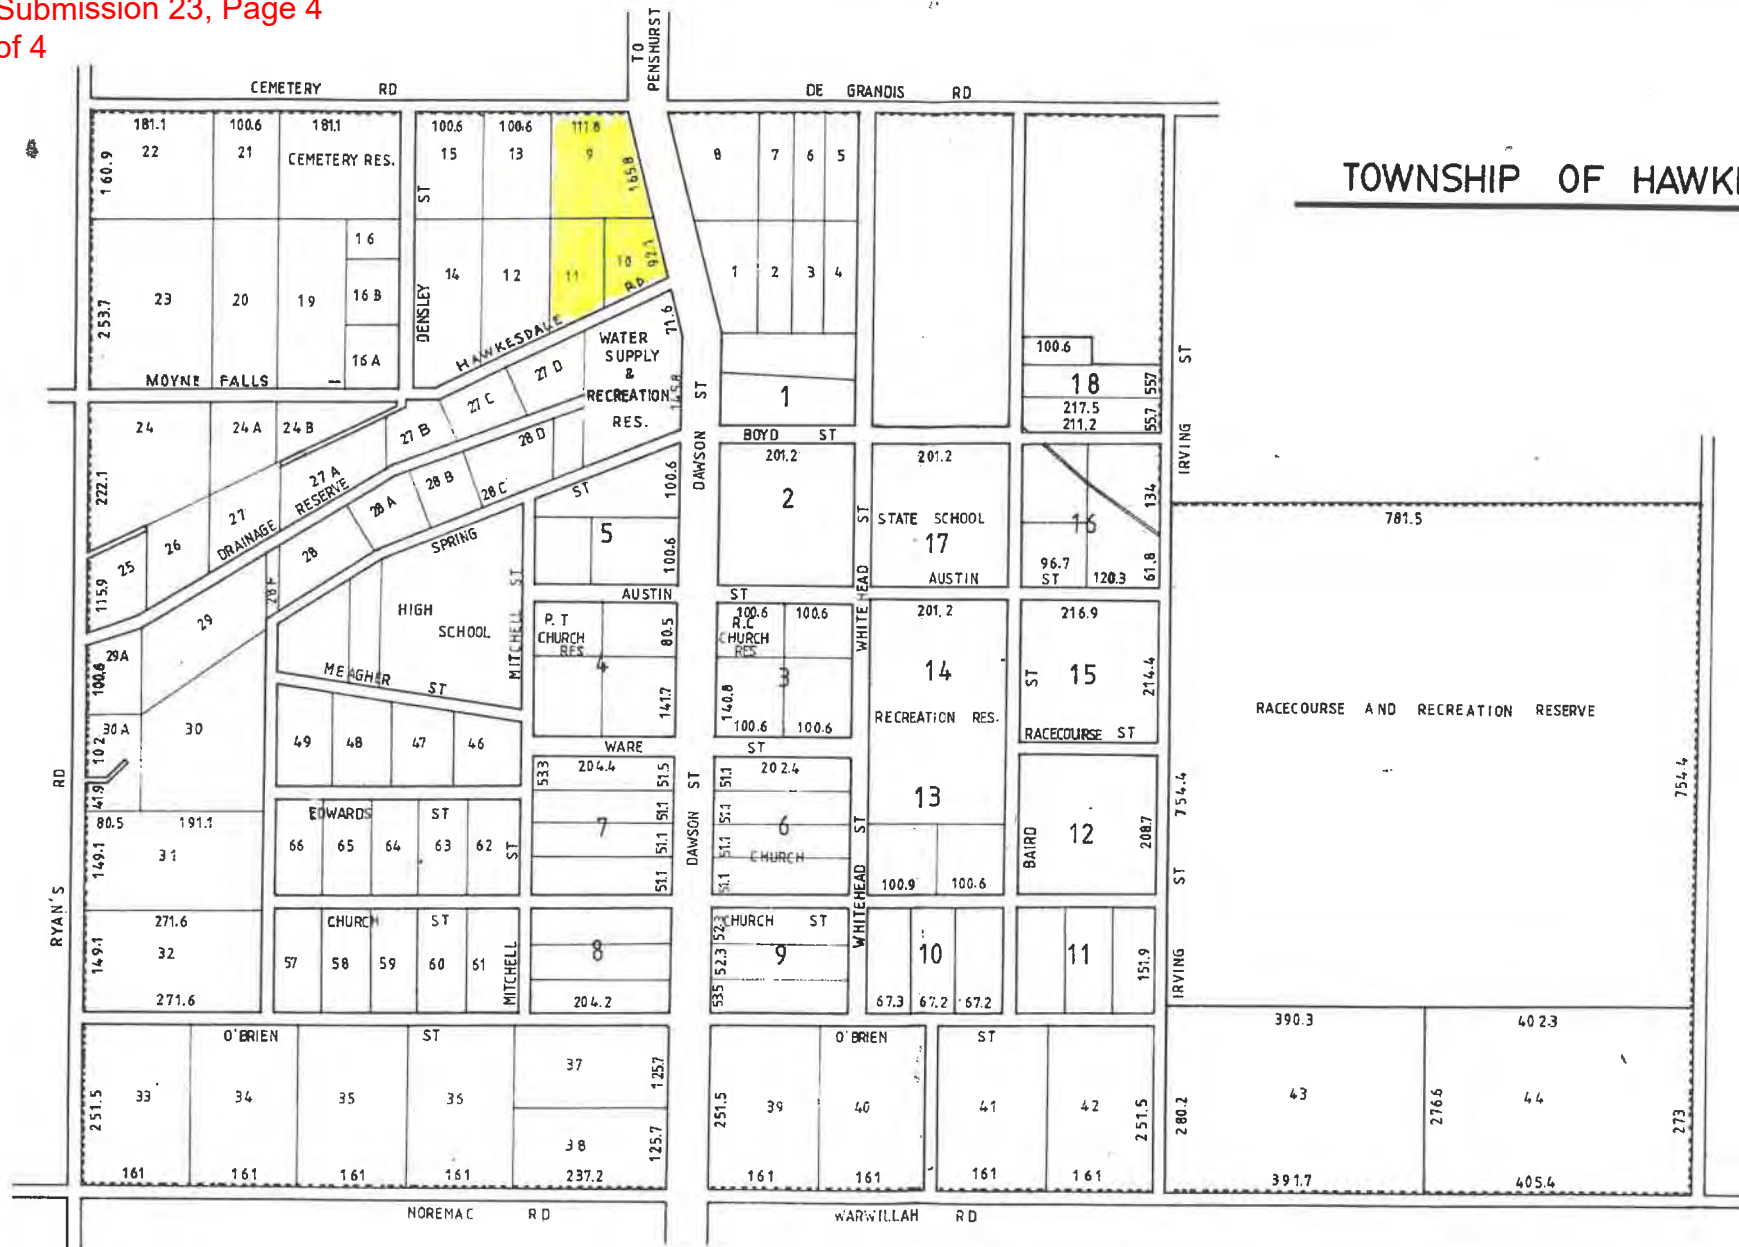 Submission 23, Page 4
of 4
TO
PENSHURST
CEMETERY RD
DE GRANDIS RD
TOWNSHIP OF HAWK
181.1
100.6
181.1
100.6
100.6
111.8
22
21
CEMETERY RES.
15
13
9
8
7
6
5
160.9
ST
165.8
16
14
12
11
10
92.1
1
2
3
4
23
20
19
16 B
253.7
DENSLEY
HAWKESDALE RD.
71.6
16 A
WATER
SUPPLY
&
RECREATION
RES.
145.8
100.6
ST
MOYNE FALLS
27 D
27 C
27 B
1
18
557
217.5
211.2
55.7
24
24 A
24 B
28 D
DAWSON ST
BOYD ST
IRVING
222.1
27 A
27
DRAINAGE RESERVE
28 B
28 C
28 A
ST
100.6
201.2
201.2
134
781.5
2
STATE SCHOOL
17
16
26
28
SPRING
5
100.6
ST
96.7
120.3
61.8
25
AUSTIN
ST
115.9
28 F
AUSTIN ST
WHITEHEAD
29
HIGH
SCHOOL
MITCHELL ST
P. T
CHURCH
RES
80.5
100.6
100.6
R.C
CHURCH
RES
201.2
216.9
29A
4
3
14
15
214.4
100.6
MEAGHER ST
141.7
140.8
ST
RACECOURSE AND RECREATION RESERVE
30 A
30
RECREATION RES.
100.6
100.6
RACECOURSE ST
49
48
47
46
10 2
WARE ST
RYAN'S RD
53.3
204.4
51.5
51.1
202.4
754.4
754.4
41.9
13
80.5
191.1
EDWARDS ST
7
51.1
51.1
6
ST
12
208.7
66
65
64
63
62
ST
DAWSON ST
51.1
51.1
CHURCH
BAIRD
31
149.1
51.1
51.1
100.9
100.6
ST
271.6
CHURCH ST
CHURCH ST
WHITEHEAD
32
57
58
59
60
61
MITCHELL
8
52.3
52.3
9
10
11
151.9
149.1
271.6
204.2
535
67.3
67.2
67.2
IRVING
O'BRIEN ST
O'BRIEN ST
390.3
402.3
37
125.7
33
34
35
36
39
40
41
42
43
44
251.5
251.5
251.5
280.2
276.6
273
38
125.7
161
161
161
161
237.2
161
161
161
161
391.7
405.4
NOREMAC RD
WARWILLAH RD